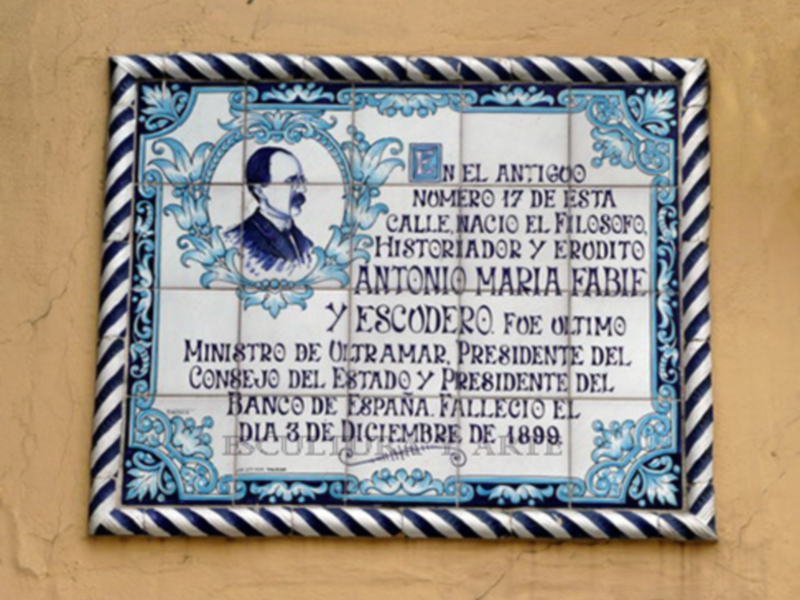 EN EL ANTIGUO
NUMERO 17 DE ESTA
CALLE, NACIO EL FILOSOFO,
HISTORIADOR Y ERUDITO
ANTONIO MARIA FABIE
Y ESCUDERO. FUE ULTIMO
MINISTRO DE ULTRAMAR, PRESIDENTE DEL
CONSEJO DEL ESTADO Y PRESIDENTE DEL
BANCO DE ESPAÑA. FALLECIO EL
DIA 3 DE DICIEMBRE DE 1899.
ESCULTURA Y ARTE